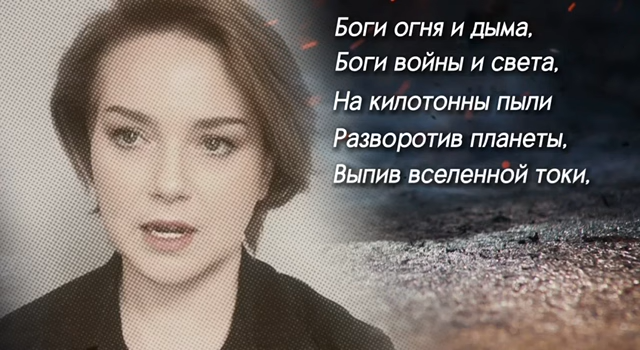 Боги огня и дыма,
Боги войны и света,
На килотонны пыли
Разворотив планеты,
Выпив вселенной токи,